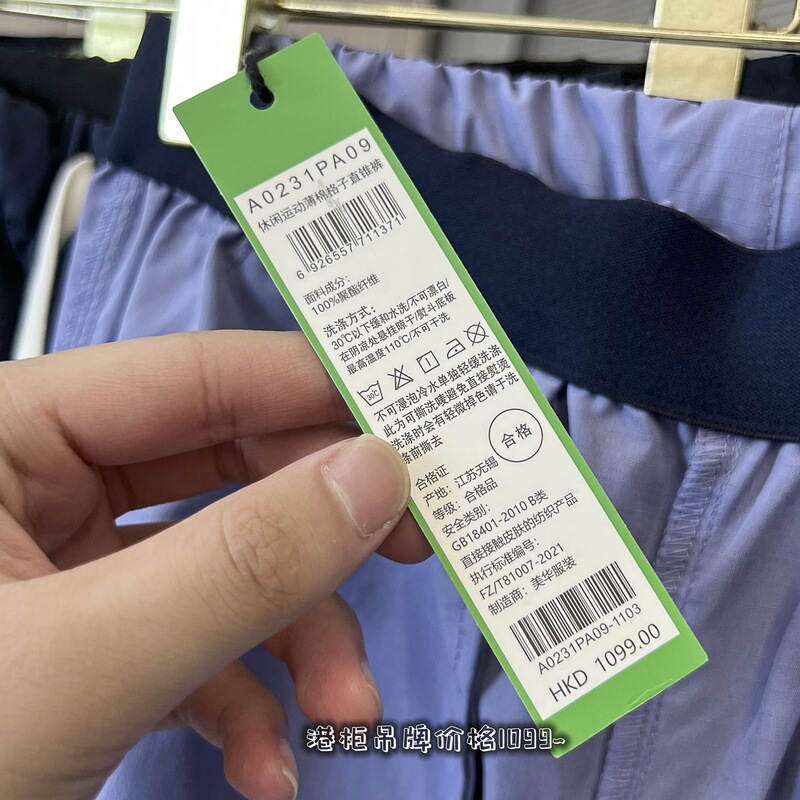 A0231PA09
休闲运动薄棉格子直锥裤
6 926557 711371
面料成分：
100%聚酯纤维
洗涤方式：
30℃以下缓和水洗/不可漂白/
在阴凉处悬挂晾干/熨斗底板
最高温度110℃/不可干洗
30℃
不可漫泡冷水单独轻缓洗涤
此为可撕洗唛避免直接熨烫
洗涤时会有轻微掉色请于洗
涤前撕去
合格证
合格
产地：江苏无锡
等级：合格品
安全类别：
GB18401-2010 B类
直接接触皮肤的纺织产品
执行标准编号：
FZ/T81007-2021
制造商：美华服装
A0231PA09-1103
HKD 1099.00
港柜吊牌价格1099~